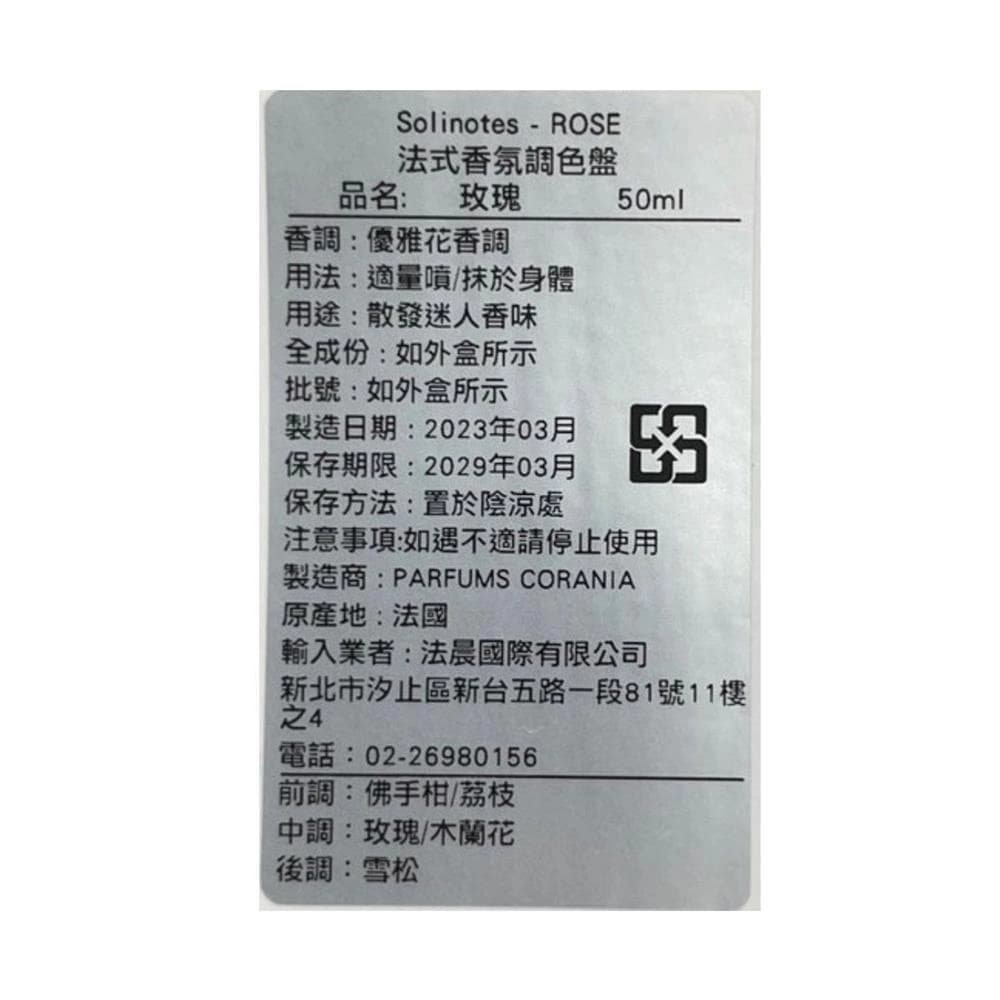 Solinotes - ROSE
法式香氛調色盤
品名: 玫瑰 50ml
香調：優雅花香調
用法：適量噴/抹於身體
用途：散發迷人香味
全成份：如外盒所示
批號：如外盒所示
製造日期：2023年03月
保存期限：2029年03月
保存方法：置於陰涼處
注意事項:如遇不適請停止使用
製造商：PARFUMS CORANIA
原產地：法國
輸入業者：法晨國際有限公司
新北市汐止區新台五路一段81號11樓
之4
電話：02-26980156
前調：佛手柑/荔枝
中調：玫瑰/木蘭花
後調：雪松